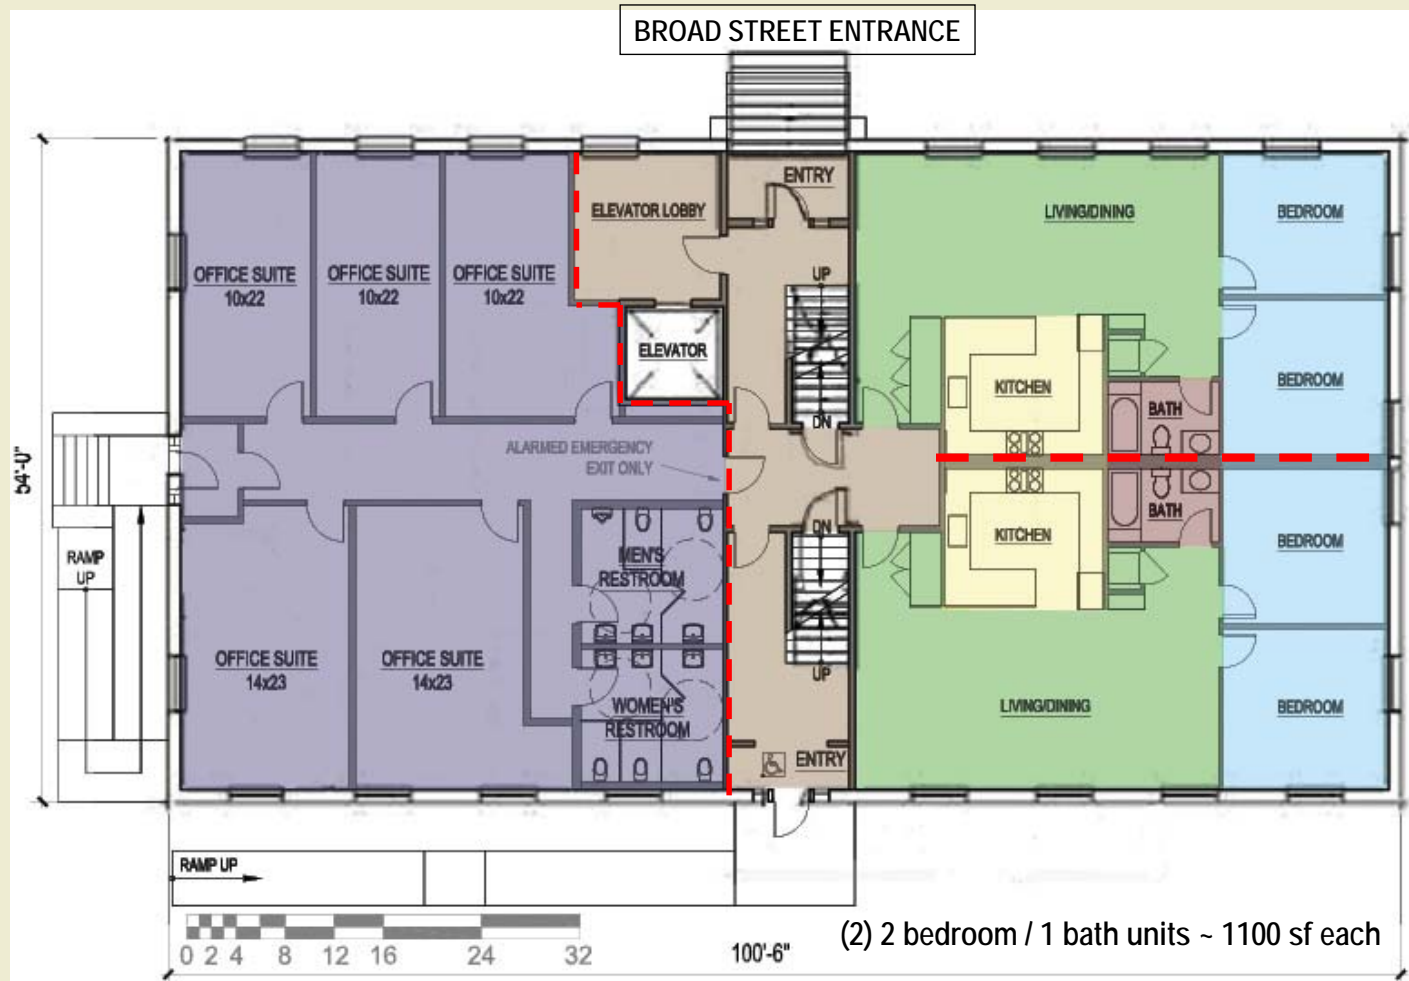 BROAD STREET ENTRANCE
ENTRY
ELEVATOR LOBBY
LIVING/DINING
BEDROOM
OFFICE SUITE
10x22
OFFICE SUITE
10x22
OFFICE SUITE
10x22
UP
ELEVATOR
KITCHEN
BEDROOM
BATH
DN
ALARMED EMERGENCY
EXIT ONLY
54'-0"
RAMP
UP
MEN'S
RESTROOM
DN
KITCHEN
BATH
BEDROOM
OFFICE SUITE
14x23
OFFICE SUITE
14x23
UP
WOMEN'S
RESTROOM
LIVING/DINING
BEDROOM
ENTRY
RAMP UP
0 2 4 8 12 16 24 32
100'-6"
(2) 2 bedroom / 1 bath units ~ 1100 sf each